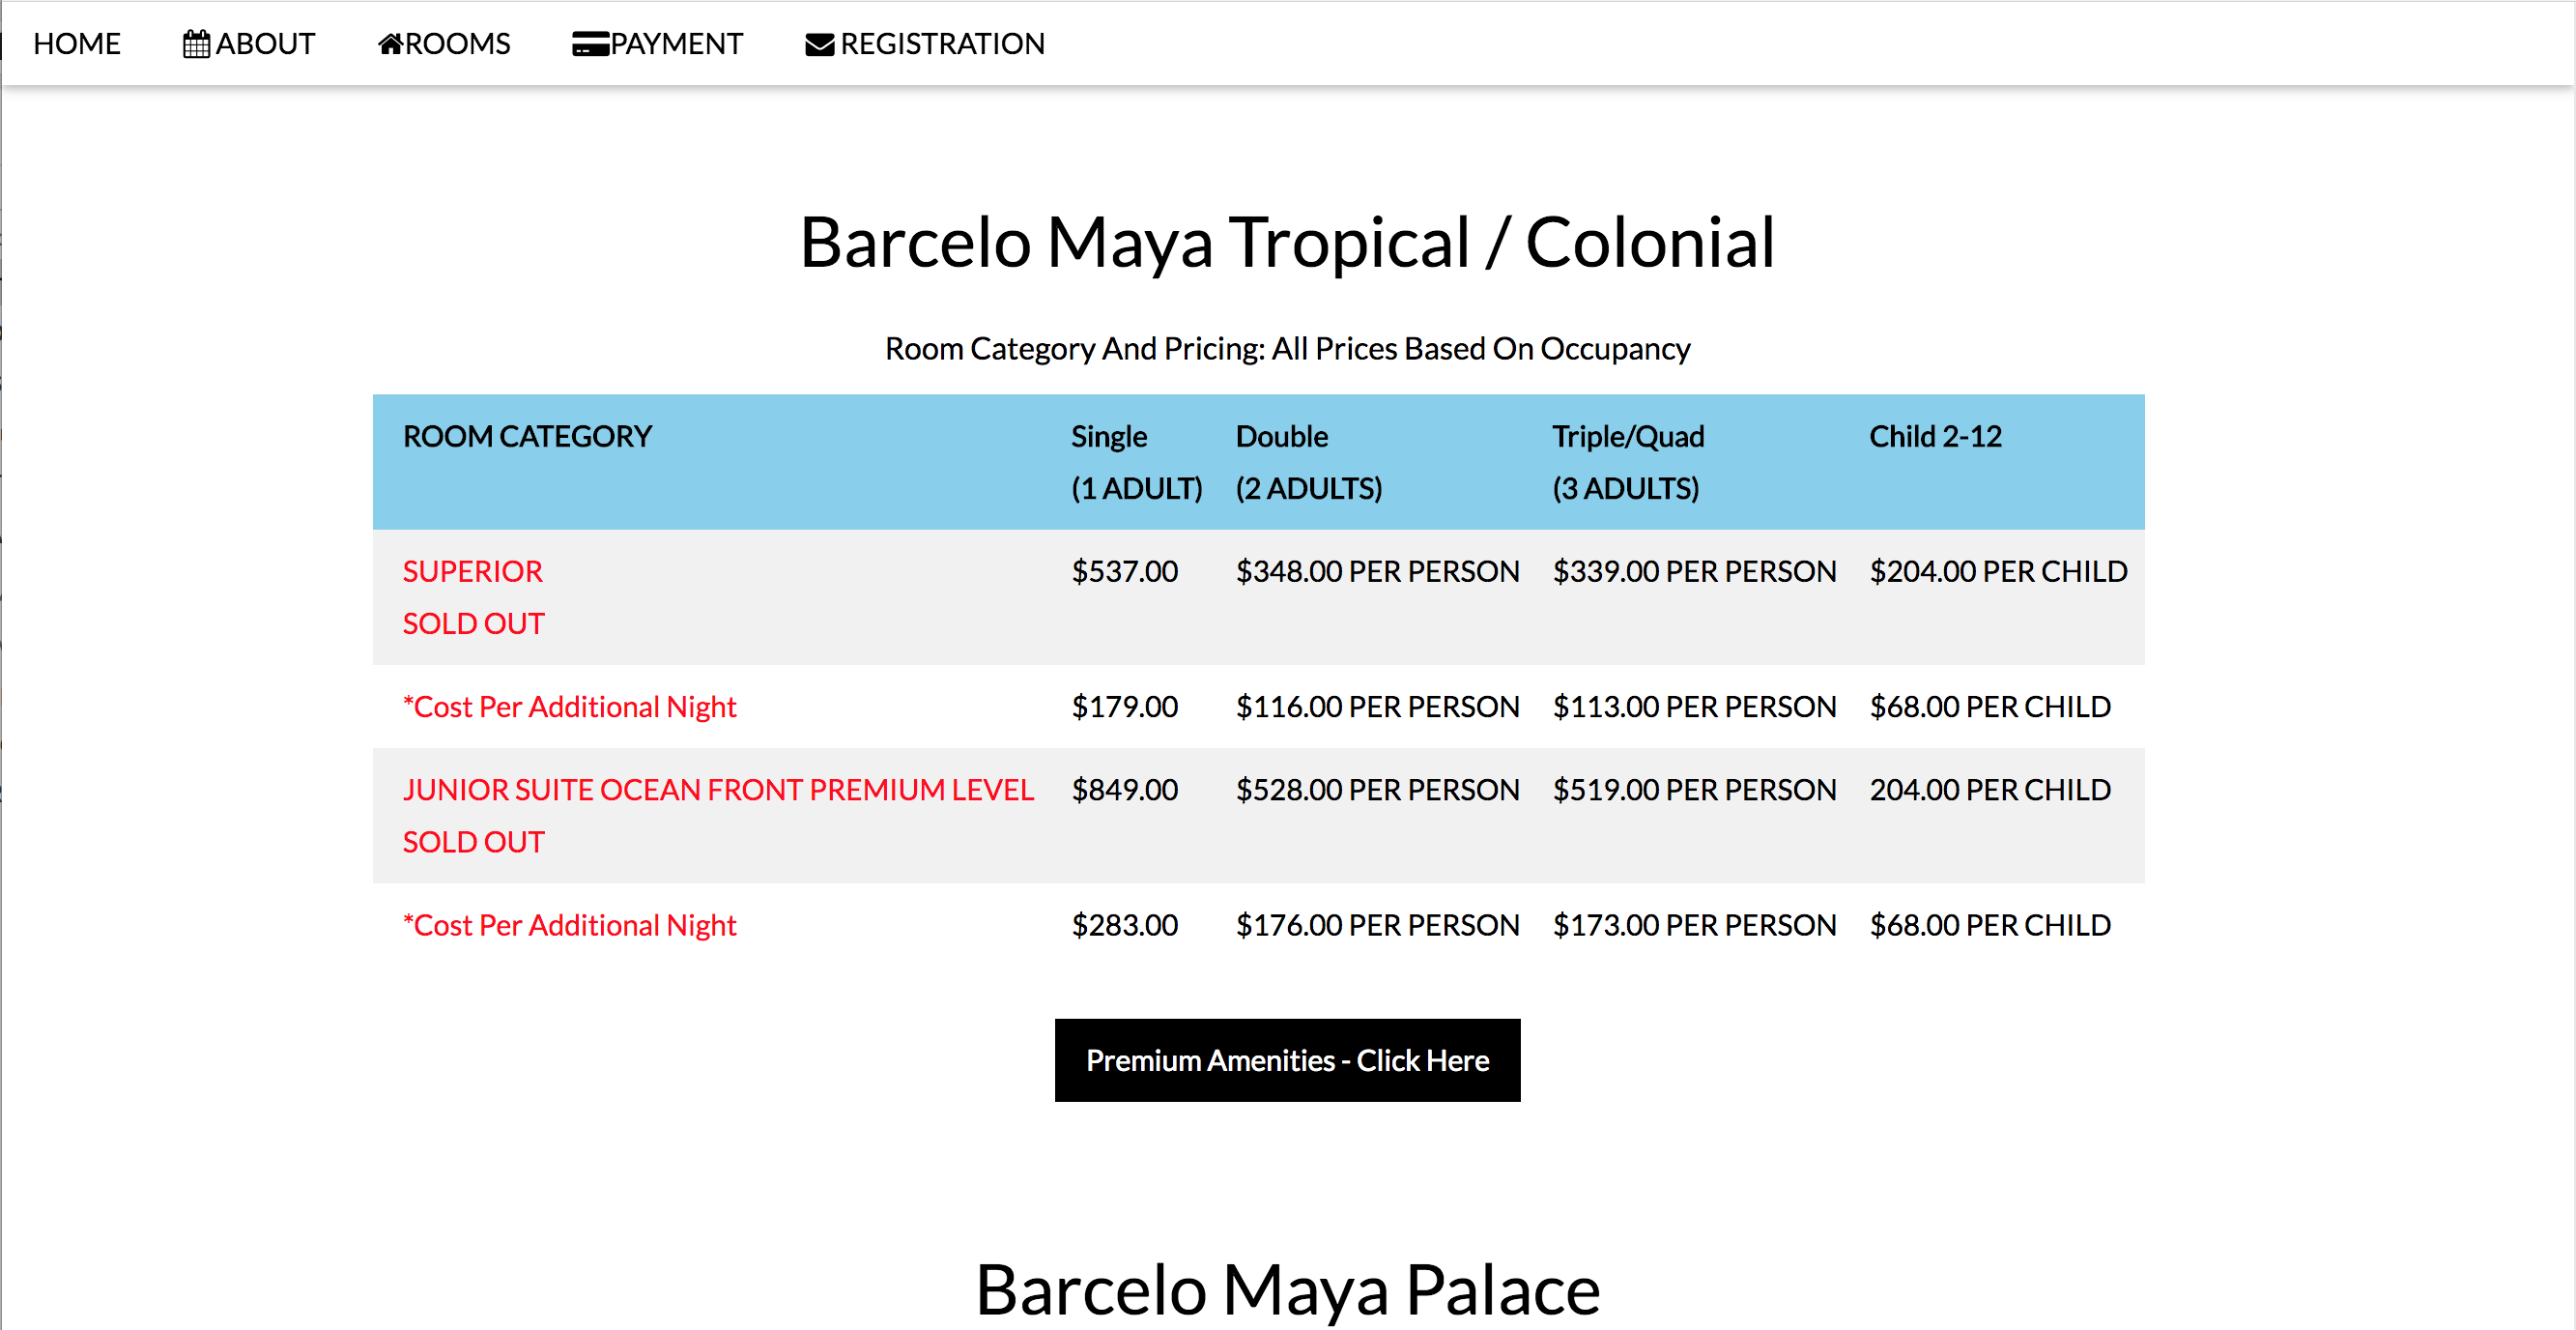 HOME ABOUT ROOMS PAYMENT REGISTRATION
Barcelo Maya Tropical / Colonial
Room Category And Pricing: All Prices Based On Occupancy
ROOM CATEGORY Single Double Triple/Quad Child 2-12
(1 ADULT) (2 ADULTS) (3 ADULTS)
SUPERIOR $537.00 $348.00 PER PERSON $339.00 PER PERSON $204.00 PER CHILD
SOLD OUT
*Cost Per Additional Night $179.00 $116.00 PER PERSON $113.00 PER PERSON $68.00 PER CHILD
JUNIOR SUITE OCEAN FRONT PREMIUM LEVEL $849.00 $528.00 PER PERSON $519.00 PER PERSON 204.00 PER CHILD
SOLD OUT
*Cost Per Additional Night $283.00 $176.00 PER PERSON $173.00 PER PERSON $68.00 PER CHILD
Premium Amenities - Click Here
Barcelo Maya Palace